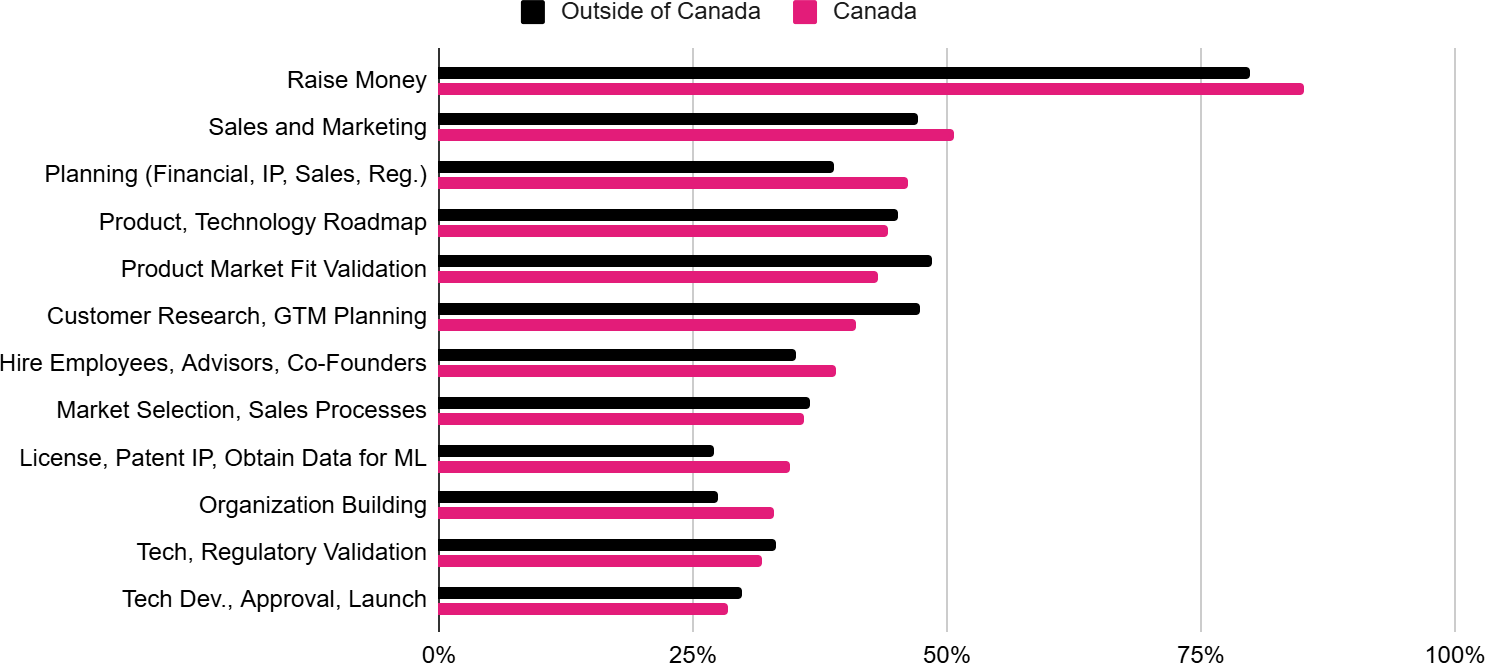 Outside of Canada
Canada
Raise Money
Sales and Marketing
Planning (Financial, IP, Sales, Reg.)
Product, Technology Roadmap
Product Market Fit Validation
Customer Research, GTM Planning
Hire Employees, Advisors, Co-Founders
Market Selection, Sales Processes
License, Patent IP, Obtain Data for ML
Organization Building
Tech, Regulatory Validation
Tech Dev., Approval, Launch
0%
25%
50%
75%
100%